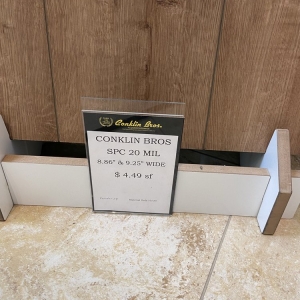 Conklin Bros.
CONKLIN BROS
SPC 20 MIL
8.86" & 9.25" WIDE
$ 4.49 sf